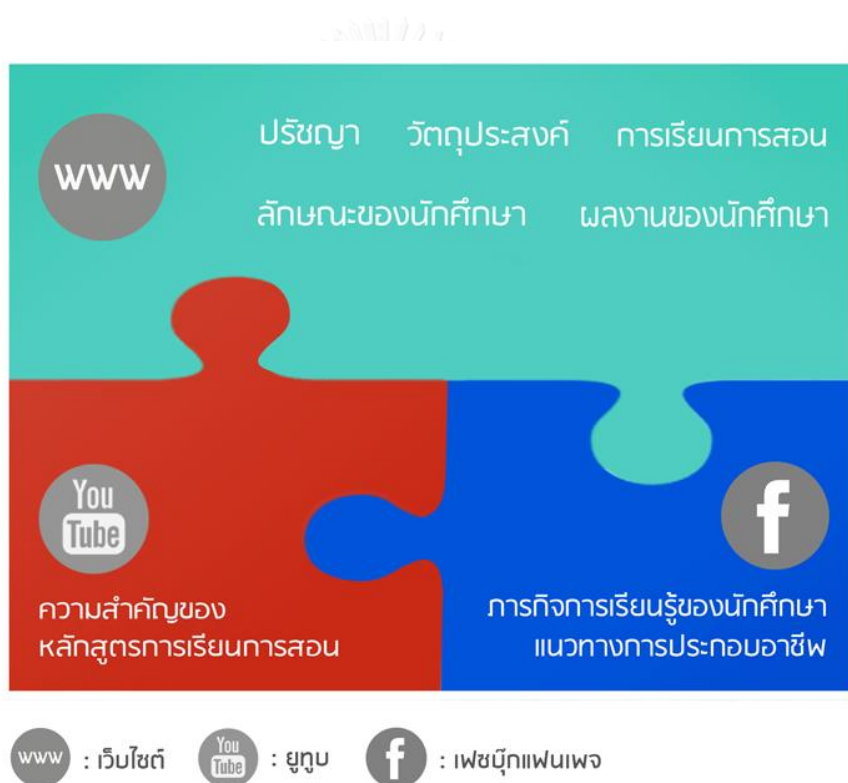 www
ปรัชญา วัตถุประสงค์ การเรียนการสอน
ลักษณะของนักศึกษา ผลงานของนักศึกษา
You
Tube
ความสำคัญของ
หลักสูตรการเรียนการสอน
f
ภารกิจการเรียนรู้ของนักศึกษา
แนวทางการประกอบอาชีพ
www : เว็บไซต์ You Tube : ยูทูบ f : เฟซบุ๊กแฟนเพจ